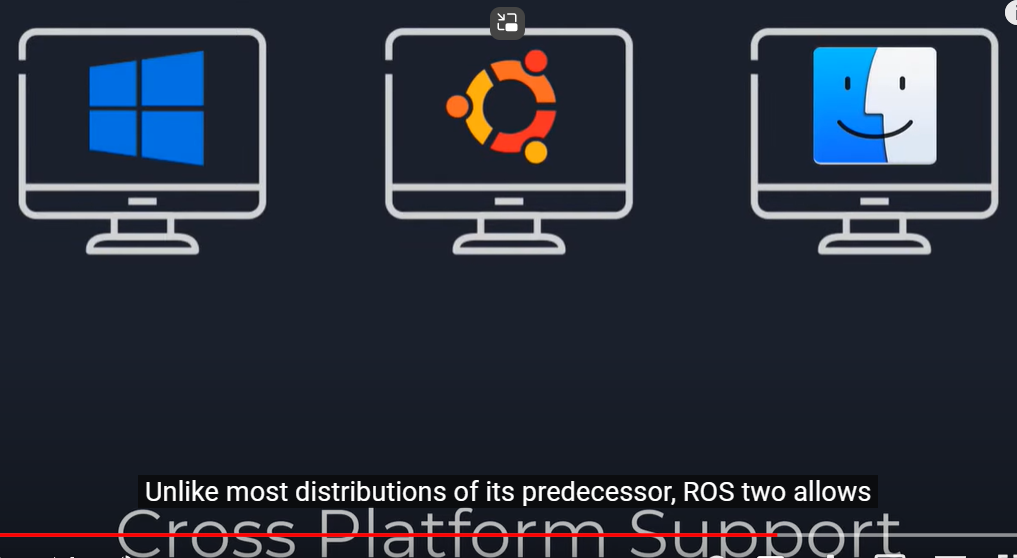 Unlike most distributions of its predecessor, ROS two allows
Cross Platform Support